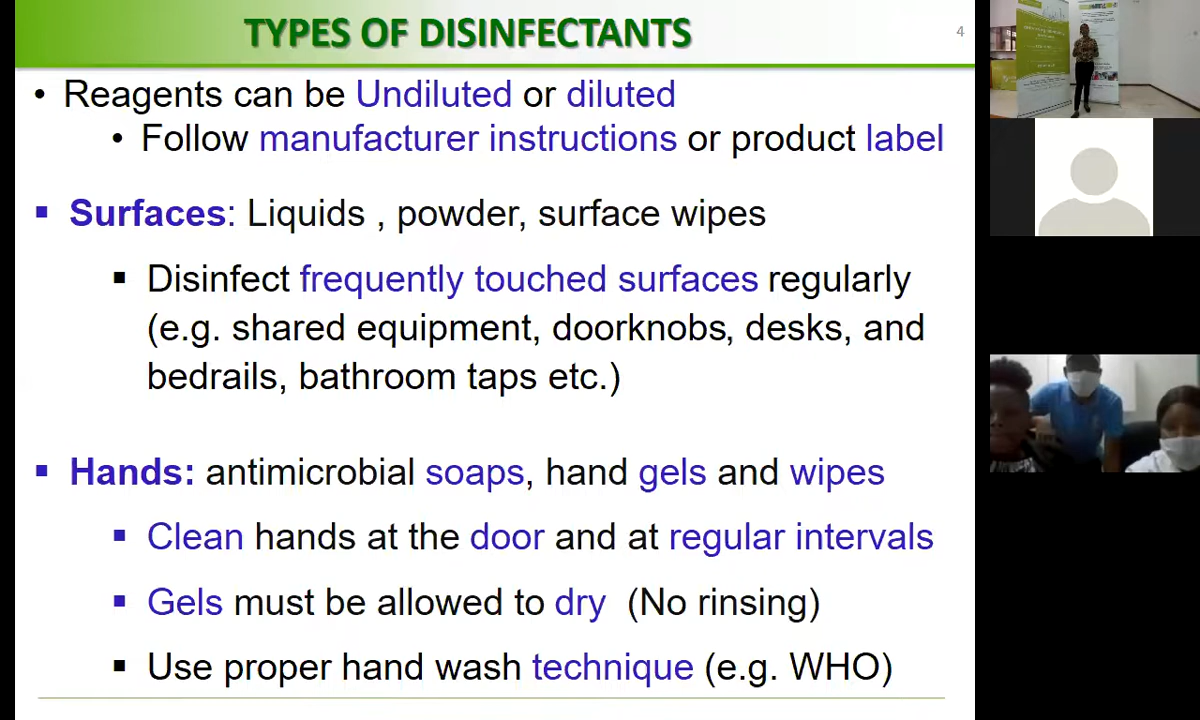 TYPES OF DISINFECTANTS
4
• Reagents can be Undiluted or diluted
• Follow manufacturer instructions or product label
▪ Surfaces: Liquids , powder, surface wipes
▪ Disinfect frequently touched surfaces regularly
(e.g. shared equipment, doorknobs, desks, and
bedrails, bathroom taps etc.)
▪ Hands: antimicrobial soaps, hand gels and wipes
▪ Clean hands at the door and at regular intervals
▪ Gels must be allowed to dry (No rinsing)
▪ Use proper hand wash technique (e.g. WHO)